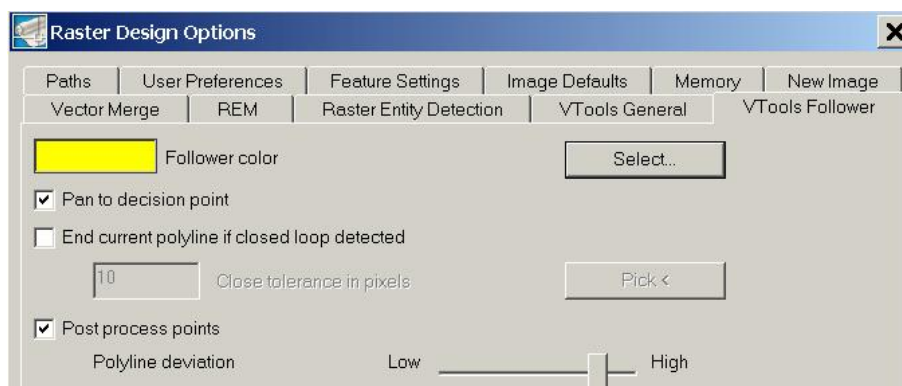 Raster Design Options
Paths User Preferences Feature Settings Image Defaults Memory New Image
Vector Merge REM Raster Entity Detection VTools General VTools Follower
Follower color Select...
Pan to decision point
End current polyline if closed loop detected
10 Close tolerance in pixels Pick <
Post process points
Polyline deviation Low High